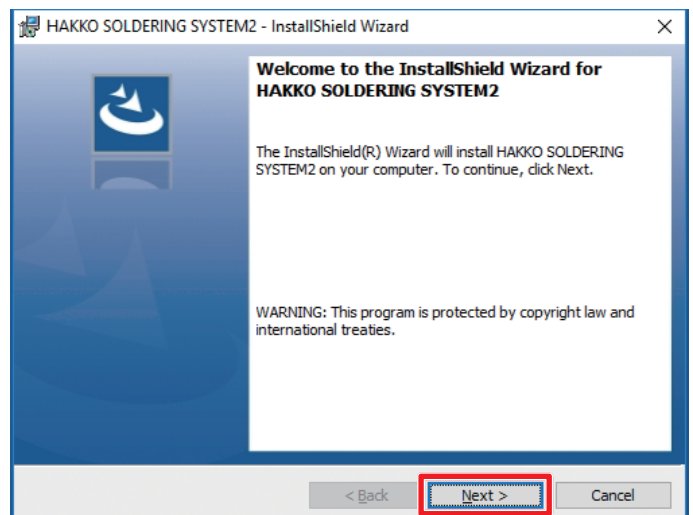 HAKKO SOLDERING SYSTEM2 - InstallShield Wizard
Welcome to the InstallShield Wizard for
HAKKO SOLDERING SYSTEM2
The InstallShield(R) Wizard will install HAKKO SOLDERING
SYSTEM2 on your computer. To continue, click Next.
WARNING: This program is protected by copyright law and
international treaties.
< Back Next > Cancel